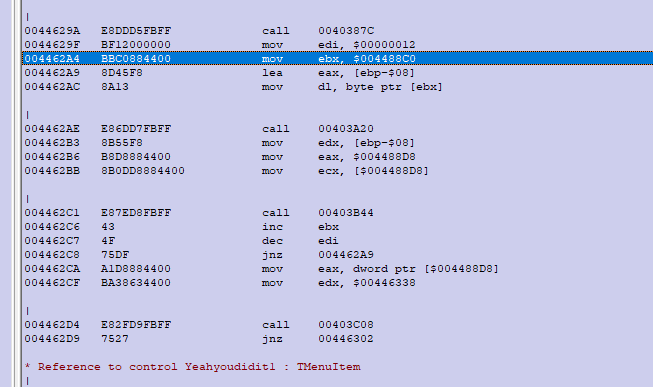 |
0044629A E8DDD5FBFF call 0040387C
0044629F BF12000000 mov edi, $00000012
004462A4 BBC0884400 mov ebx, $004488C0
004462A9 8D45F8 lea eax, [ebp-$08]
004462AC 8A13 mov dl, byte ptr [ebx]
|
004462AE E86DD7FBFF call 00403A20
004462B3 8B55F8 mov edx, [ebp-$08]
004462B6 B8D8884400 mov eax, $004488D8
004462BB 8B0DD8884400 mov ecx, [$004488D8]
|
004462C1 E87ED8FBFF call 00403B44
004462C6 43 inc ebx
004462C7 4F dec edi
004462C8 75DF jnz 004462A9
004462CA A1D8884400 mov eax, dword ptr [$004488D8]
004462CF BA38634400 mov edx, $00446338
|
004462D4 E82FD9FBFF call 00403C08
004462D9 7527 jnz 00446302
* Reference to control Yeahyoudidit1 : TMenuItem
|